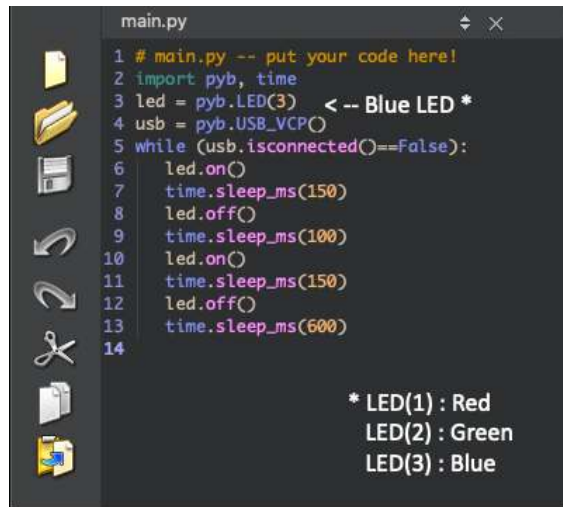 main.py
1 # main.py -- put your code here!
2 import pyb, time
3 led = pyb.LED(3) < -- Blue LED *
4 usb = pyb.USB_VCP()
5 while (usb.isconnected()==False):
6 led.on()
7 time.sleep_ms(150)
8 led.off()
9 time.sleep_ms(100)
10 led.on()
11 time.sleep_ms(150)
12 led.off()
13 time.sleep_ms(600)
14
* LED(1) : Red
LED(2) : Green
LED(3) : Blue